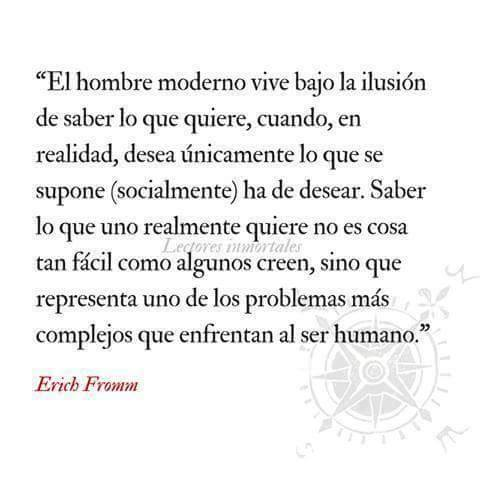 “El hombre moderno vive bajo la ilusión
de saber lo que quiere, cuando, en
realidad, desea únicamente lo que se
supone (socialmente) ha de desear. Saber
lo que uno realmente quiere no es cosa
Lectores inmortales
tan fácil como algunos creen, sino que
representa uno de los problemas más
complejos que enfrentan al ser humano.”
Erich Fromm